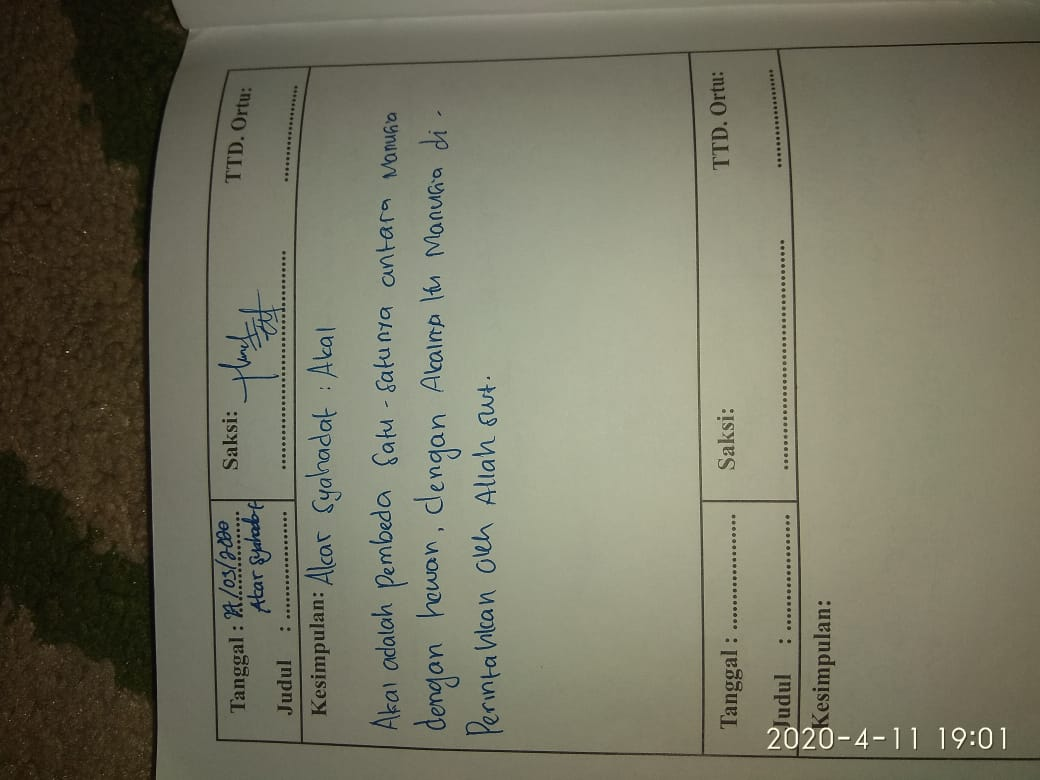 Tanggal : 27/03/2020 Saksi: TTD. Ortu:
Akar Syahadat
Judul : ........................ ........................................ ..................
Kesimpulan: Akar Syahadat : Akal
Akal adalah Pembeda Satu - Satunya antara Manusia
dengan hewan, dengan Akalnya itu Manusia di -
Perintahkan Oleh Allah swt.
Tanggal : ........................ Saksi: TTD. Ortu:
Judul : ........................ ........................................ ..................
Kesimpulan:
2020-4-11 19:01